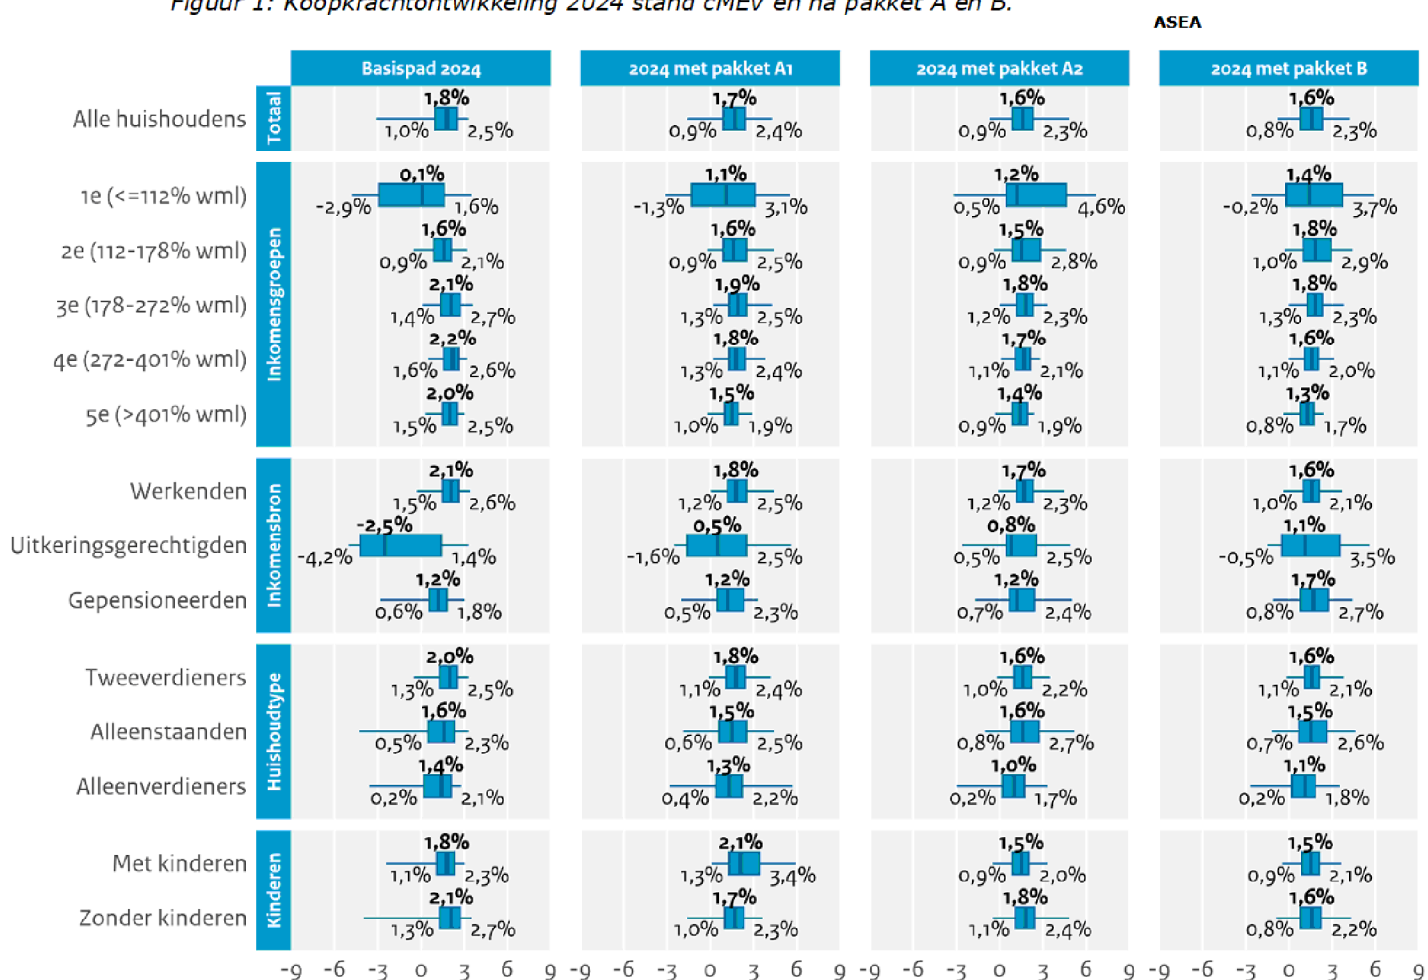 Figuur 1: Koopkrachtontwikkeling 2024 stand cMEV en na pakket A en B.
ASEA
Basispad 2024 2024 met pakket A1 2024 met pakket A2 2024 met pakket B
Totaal
Alle huishoudens
1,8% 1,7% 1,6% 1,6%
1,0% 2,5% 0,9% 2,4% 0,9% 2,3% 0,8% 2,3%
Inkomensgroepen
1e (<=112% wml)
0,1% 1,1% 1,2% 1,4%
-2,9% 1,6% -1,3% 3,1% 0,5% 4,6% -0,2% 3,7%
2e (112-178% wml)
1,6% 1,6% 1,5% 1,8%
0,9% 2,1% 0,9% 2,5% 0,9% 2,8% 1,0% 2,9%
3e (178-272% wml)
2,1% 1,9% 1,8% 1,8%
1,4% 2,7% 1,3% 2,5% 1,2% 2,3% 1,3% 2,3%
4e (272-401% wml)
2,2% 1,8% 1,7% 1,6%
1,6% 2,6% 1,3% 2,4% 1,1% 2,1% 1,1% 2,0%
5e (>401% wml)
2,0% 1,5% 1,4% 1,3%
1,5% 2,5% 1,0% 1,9% 0,9% 1,9% 0,8% 1,7%
Inkomensbron
Werkenden
2,1% 1,8% 1,7% 1,6%
1,5% 2,6% 1,2% 2,5% 1,2% 2,3% 1,0% 2,1%
Uitkeringsgerechtigden
-2,5% 0,5% 0,8% 1,1%
-4,2% 1,4% -1,6% 2,5% 0,5% 2,5% -0,5% 3,5%
Gepensioneerden
1,2% 1,2% 1,2% 1,7%
0,6% 1,8% 0,5% 2,3% 0,7% 2,4% 0,8% 2,7%
Huishoudtype
Tweeverdieners
2,0% 1,8% 1,6% 1,6%
1,3% 2,5% 1,1% 2,4% 1,0% 2,2% 1,1% 2,1%
Alleenstaanden
1,6% 1,5% 1,6% 1,5%
0,5% 2,3% 0,6% 2,5% 0,8% 2,7% 0,7% 2,6%
Alleenverdieners
1,4% 1,3% 1,0% 1,1%
0,2% 2,1% 0,4% 2,2% 0,2% 1,7% 0,2% 1,8%
Kinderen
Met kinderen
1,8% 2,1% 1,5% 1,5%
1,1% 2,3% 1,3% 3,4% 0,9% 2,0% 0,9% 2,1%
Zonder kinderen
2,1% 1,7% 1,8% 1,6%
1,3% 2,7% 1,0% 2,3% 1,1% 2,4% 0,8% 2,2%
-9 -6 -3 0 3 6 9 -9 -6 -3 0 3 6 9 -9 -6 -3 0 3 6 9 -9 -6 -3 0 3 6 9